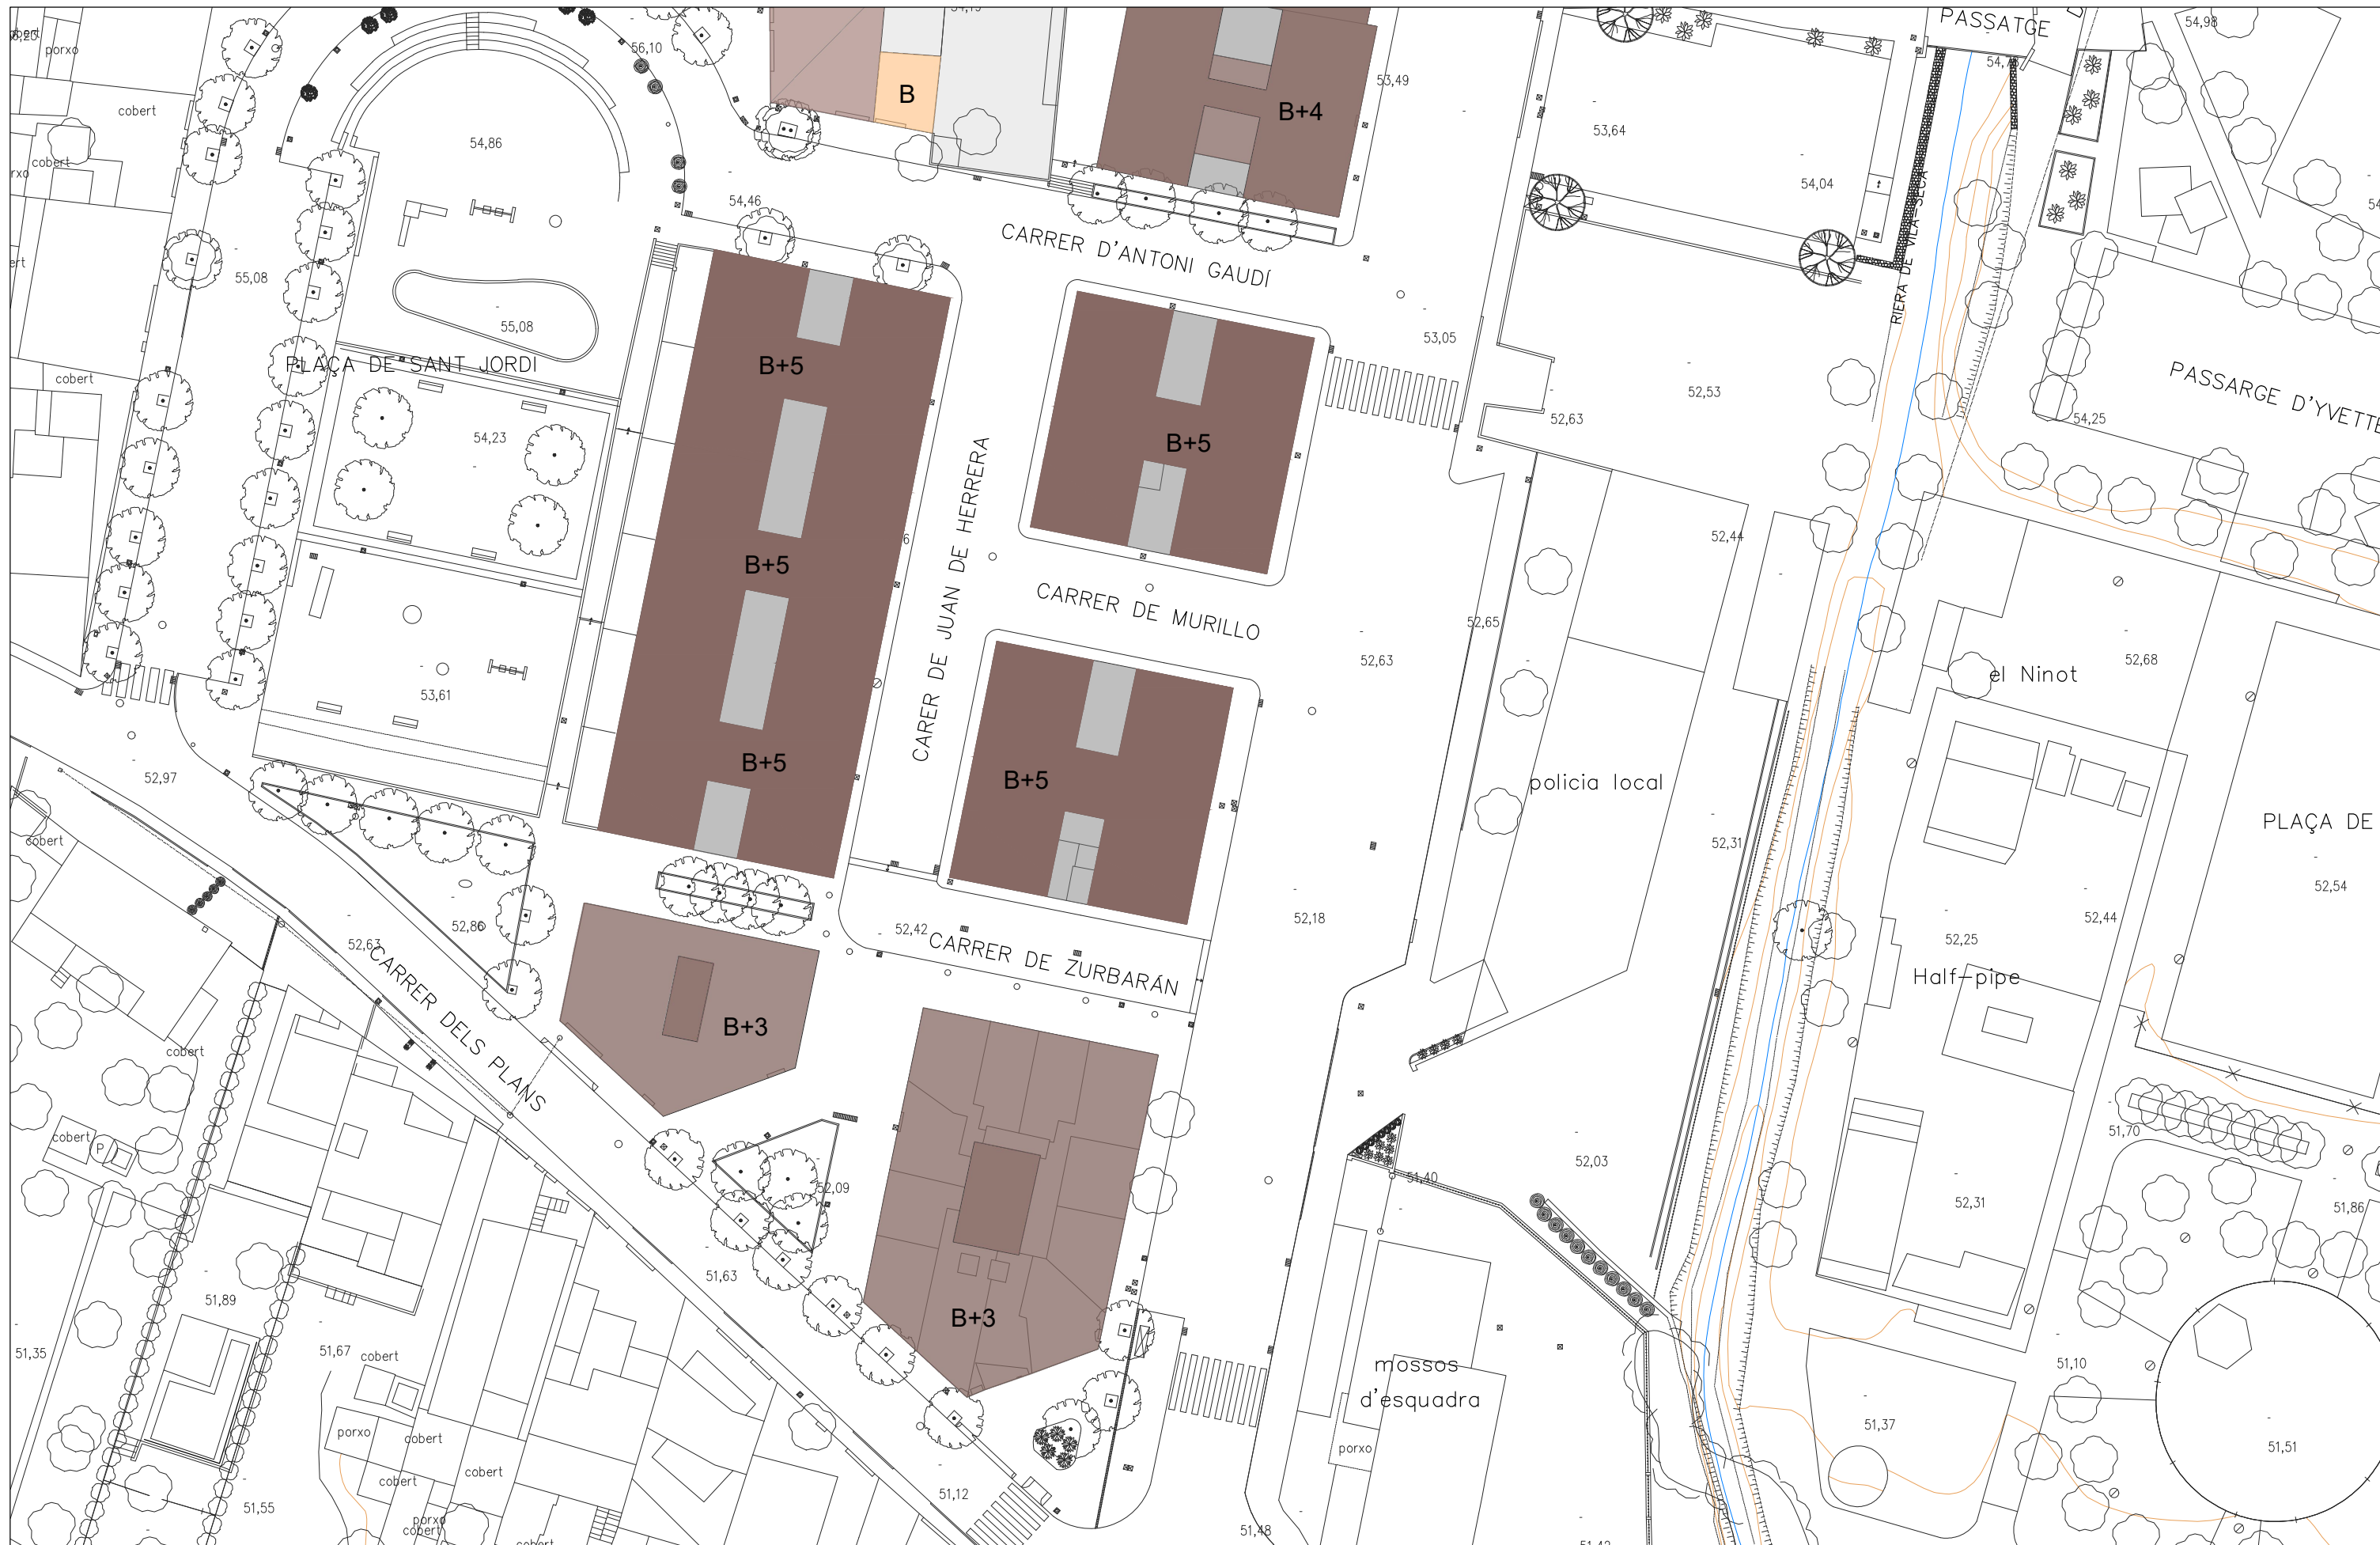 PASSATGE
54,98
porxo
56,10
cobert
54,86
B
B+4
53,49
53,64
54,04
cobert
54,46
CARRER D'ANTONI GAUDÍ
RIERA DE VILA-SECA
55,08
55,08
53,05
PLAÇA DE SANT JORDI
B+5
52,53
PASSARGE D'YVETTE
cobert
52,63
54,25
54,23
B+5
CARER DE JUAN DE HERRERA
52,44
B+5
CARRER DE MURILLO
52,65
52,63
52,68
el Ninot
53,61
B+5
B+5
policia local
52,97
PLAÇA DE
cobert
52,31
52,54
52,86
52,63
52,42
52,18
52,44
52,25
CARRER DE ZURBARÁN
Half-pipe
CARRER DELS PLANS
B+3
cobert
cobert
P
51,70
52,03
52,09
51,40
52,31
51,86
51,63
51,89
B+3
51,67
51,35
cobert
mossos
d'esquadra
51,10
51,37
porxo
cobert
porxo
51,51
cobert
cobert
51,12
51,55
porxo
cobert
51,48
cobert
51,42